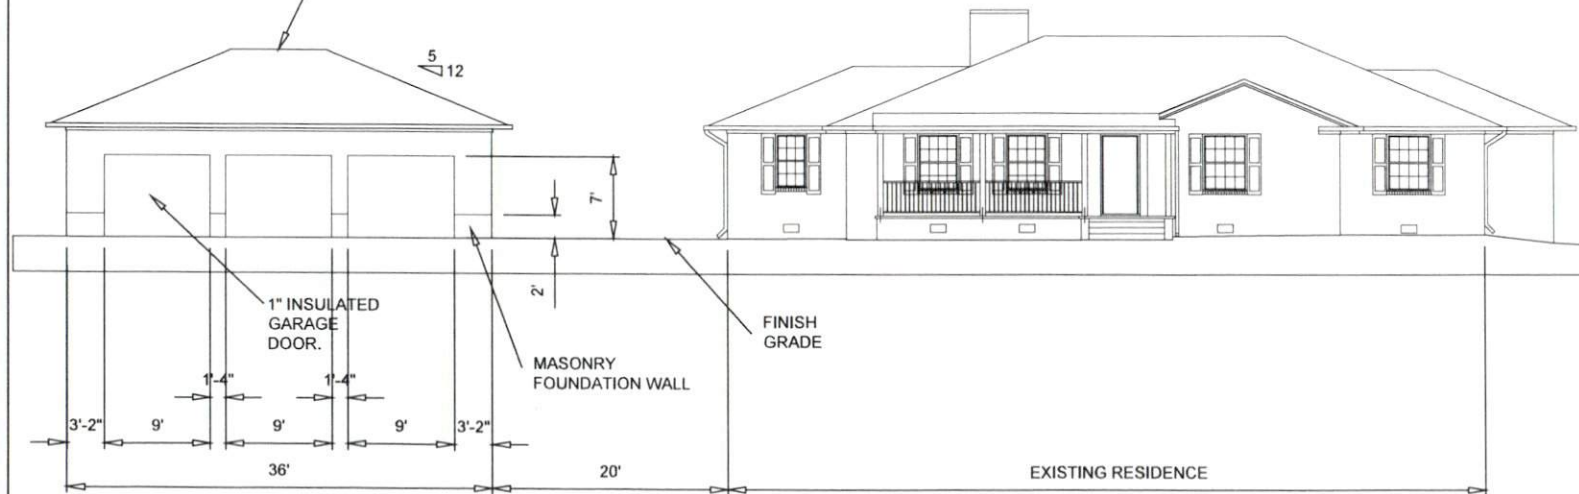 5
12
7'
2'
1" INSULATED
GARAGE
DOOR.
FINISH
GRADE
MASONRY
FOUNDATION WALL
1'-4"
1'-4"
3'-2"
9'
9'
9'
3'-2"
36'
20'
EXISTING RESIDENCE